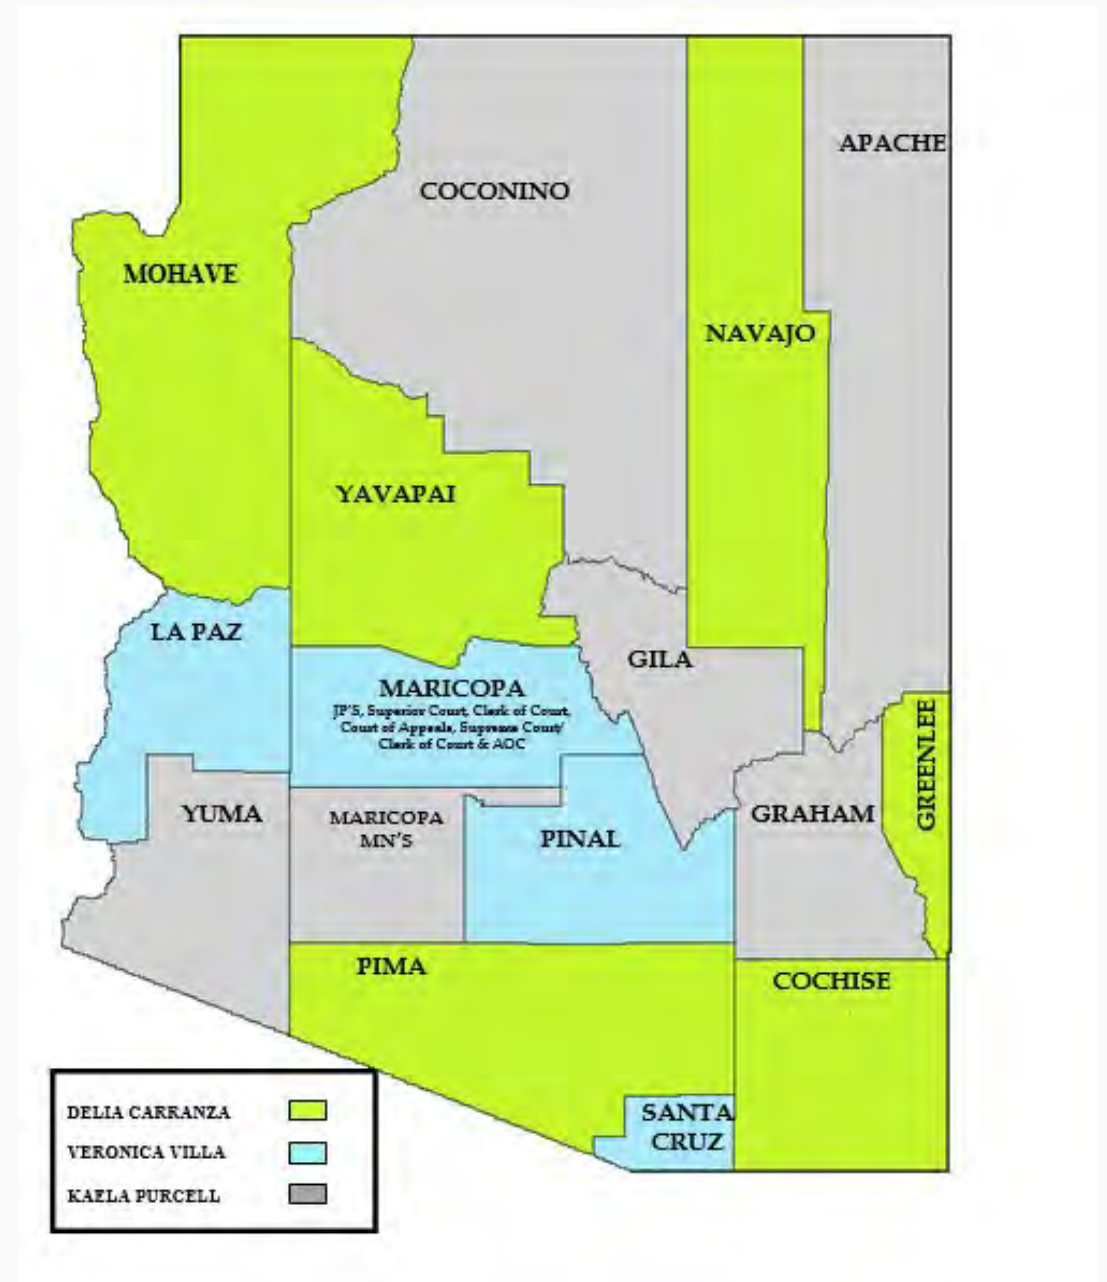 APACHE
COCONINO
MOHAVE
NAVAJO
YAVAPAI
LA PAZ
GILA
MARICOPA
JP'S, Superior Court, Clerk of Court,
Court of Appeals, Supreme Court/
Clerk of Court & AOC
GREENLEE
YUMA
MARICOPA
MN'S
PINAL
GRAHAM
PIMA
COCHISE
SANTA
CRUZ
DELIA CARRANZA
VERONICA VILLA
KAELA PURCELL